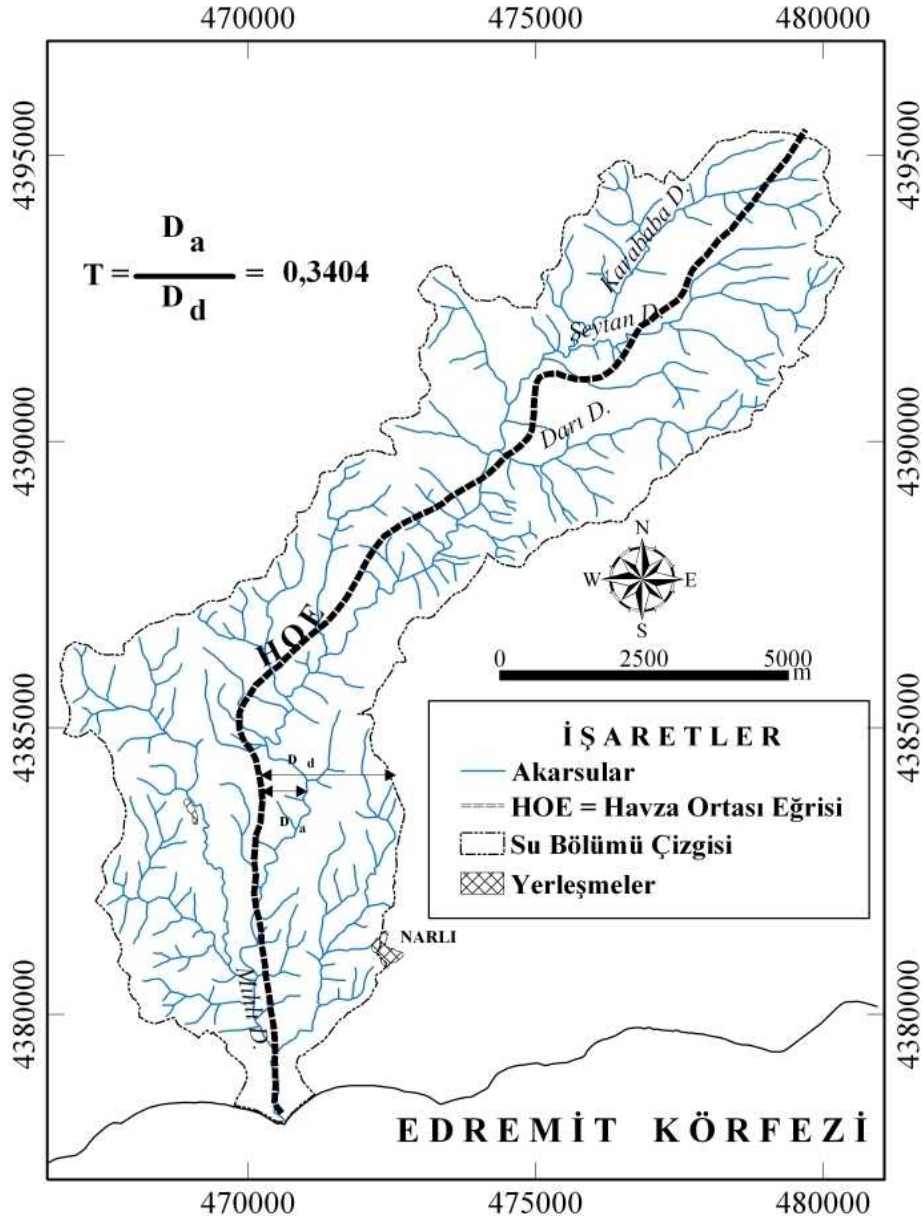 470000 475000 480000
4395000 4395000
D a
T = = 0,3404
D d
Karababa D.
Şeytan D.
4390000 4390000
Darı D.
N
W E
S
HOE
0 2500 5000
m
4385000 4385000
İŞARETLER
Akarsular
HOE = Havza Ortası Eğrisi
Su Bölümü Çizgisi
Yerleşmeler
D d
D a
NARLI
Mıhlı D.
4380000 4380000
EDREMİT KÖRFEZİ
470000 475000 480000